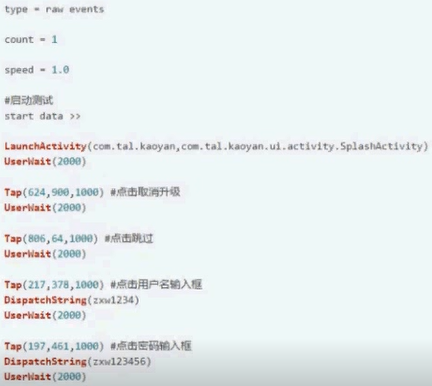 type = raw events
count = 1
speed = 1.0
#启动测试
start data >>
LaunchActivity(com.tal.kaoyan,com.tal.kaoyan.ui.activity.SplashActivity)
UserWait(2000)
Tap(624,900,1000) #点击取消升级
UserWait(2000)
Tap(806,64,1000) #点击跳过
UserWait(2000)
Tap(217,378,1000) #点击用户名输入框
DispatchString(zxw1234)
UserWait(2000)
Tap(197,461,1000) #点击密码输入框
DispatchString(zxw123456)
UserWait(2000)